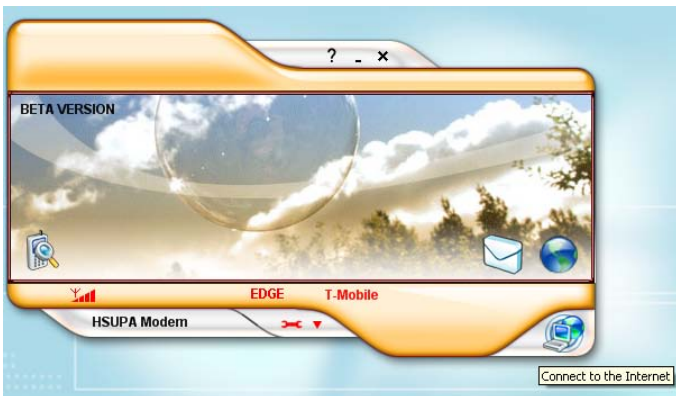 ? - ×
BETA VERSION
EDGE T-Mobile
HSUPA Modem
Connect to the Internet